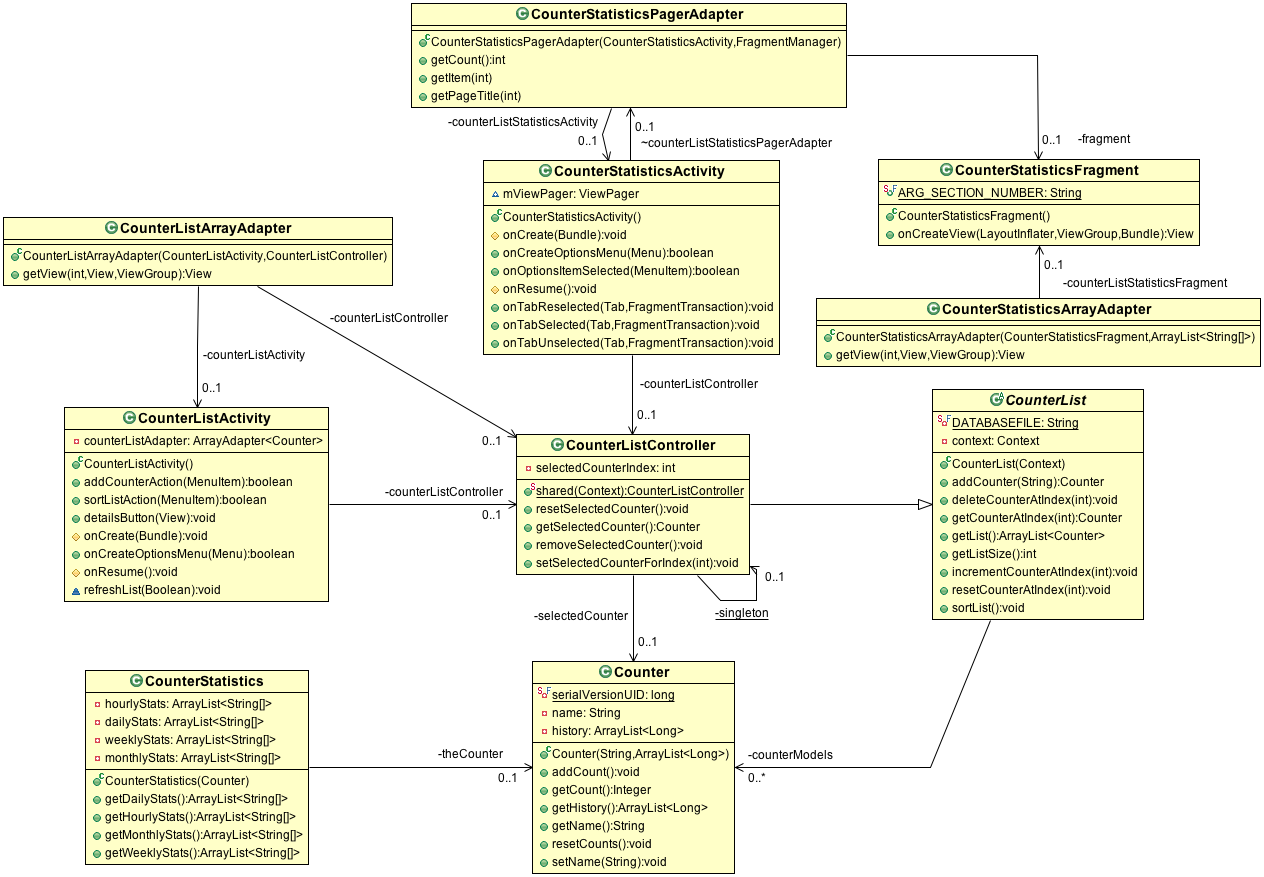 CounterStatisticsPagerAdapter
CounterStatisticsPagerAdapter(CounterStatisticsActivity,FragmentManager)
getCount():int
getItem(int)
getPageTitle(int)
-counterListStatisticsActivity
0..1
0..1
~counterListStatisticsPagerAdapter
0..1
-fragment
CounterStatisticsActivity
mViewPager: ViewPager
CounterStatisticsActivity()
onCreate(Bundle):void
onCreateOptionsMenu(Menu):boolean
onOptionsItemSelected(MenuItem):boolean
onResume():void
onTabReselected(Tab,FragmentTransaction):void
onTabSelected(Tab,FragmentTransaction):void
onTabUnselected(Tab,FragmentTransaction):void
CounterStatisticsFragment
ARG_SECTION_NUMBER: String
CounterStatisticsFragment()
onCreateView(LayoutInflater,ViewGroup,Bundle):View
0..1
-counterListStatisticsFragment
CounterStatisticsArrayAdapter
CounterStatisticsArrayAdapter(CounterStatisticsFragment,ArrayList<String[]>)
getView(int,View,ViewGroup):View
CounterListArrayAdapter
CounterListArrayAdapter(CounterListActivity,CounterListController)
getView(int,View,ViewGroup):View
-counterListController
0..1
-counterListActivity
0..1
-counterListController
0..1
CounterListActivity
counterListAdapter: ArrayAdapter<Counter>
CounterListActivity()
addCounterAction(MenuItem):boolean
sortListAction(MenuItem):boolean
detailsButton(View):void
onCreate(Bundle):void
onCreateOptionsMenu(Menu):boolean
onResume():void
refreshList(Boolean):void
-counterListController
0..1
CounterListController
selectedCounterIndex: int
shared(Context):CounterListController
resetSelectedCounter():void
getSelectedCounter():Counter
removeSelectedCounter():void
setSelectedCounterForIndex(int):void
0..1
-singleton
-selectedCounter
0..1
CounterList
DATABASEFILE: String
context: Context
CounterList(Context)
addCounter(String):Counter
deleteCounterAtIndex(int):void
getCounterAtIndex(int):Counter
getList():ArrayList<Counter>
getListSize():int
incrementCounterAtIndex(int):void
resetCounterAtIndex(int):void
sortList():void
CounterStatistics
hourlyStats: ArrayList<String[]>
dailyStats: ArrayList<String[]>
weeklyStats: ArrayList<String[]>
monthlyStats: ArrayList<String[]>
CounterStatistics(Counter)
getDailyStats():ArrayList<String[]>
getHourlyStats():ArrayList<String[]>
getMonthlyStats():ArrayList<String[]>
getWeeklyStats():ArrayList<String[]>
-theCounter
0..1
Counter
serialVersionUID: long
name: String
history: ArrayList<Long>
Counter(String,ArrayList<Long>)
addCount():void
getCount():Integer
getHistory():ArrayList<Long>
getName():String
resetCounts():void
setName(String):void
-counterModels
0..*